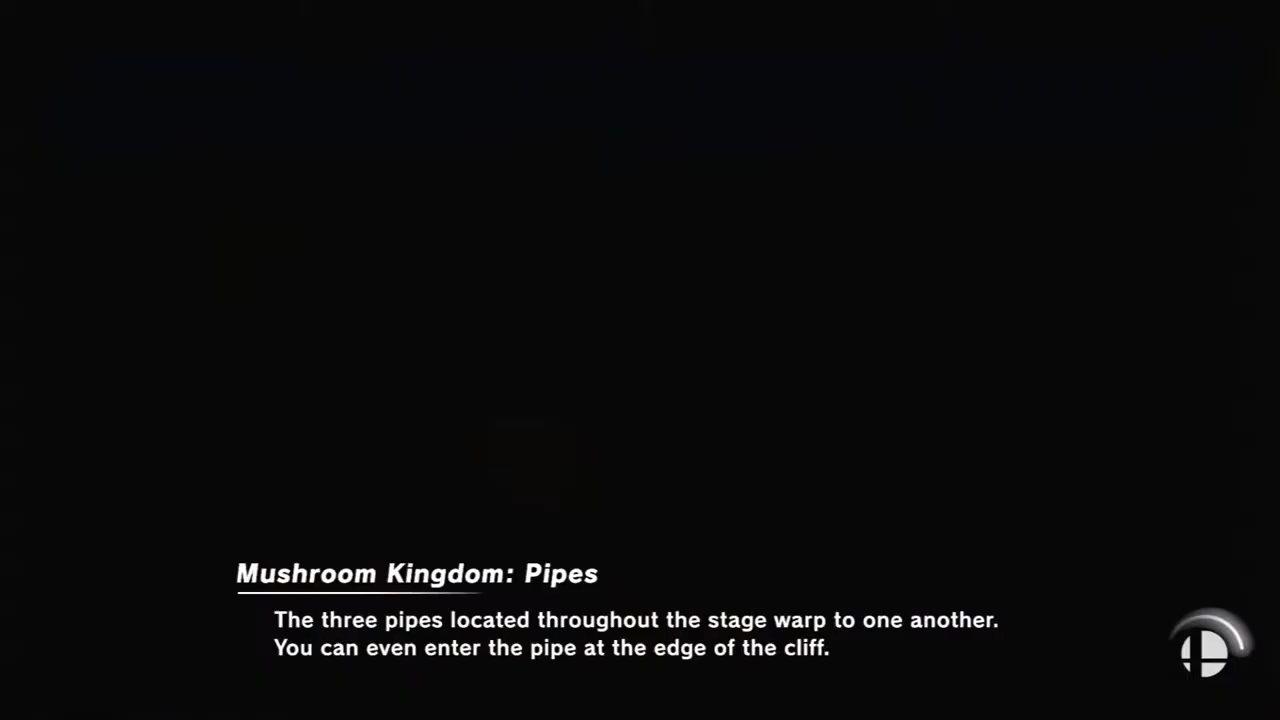 Mushroom Kingdom: Pipes
The three pipes located throughout the stage warp to one another.
You can even enter the pipe at the edge of the cliff.